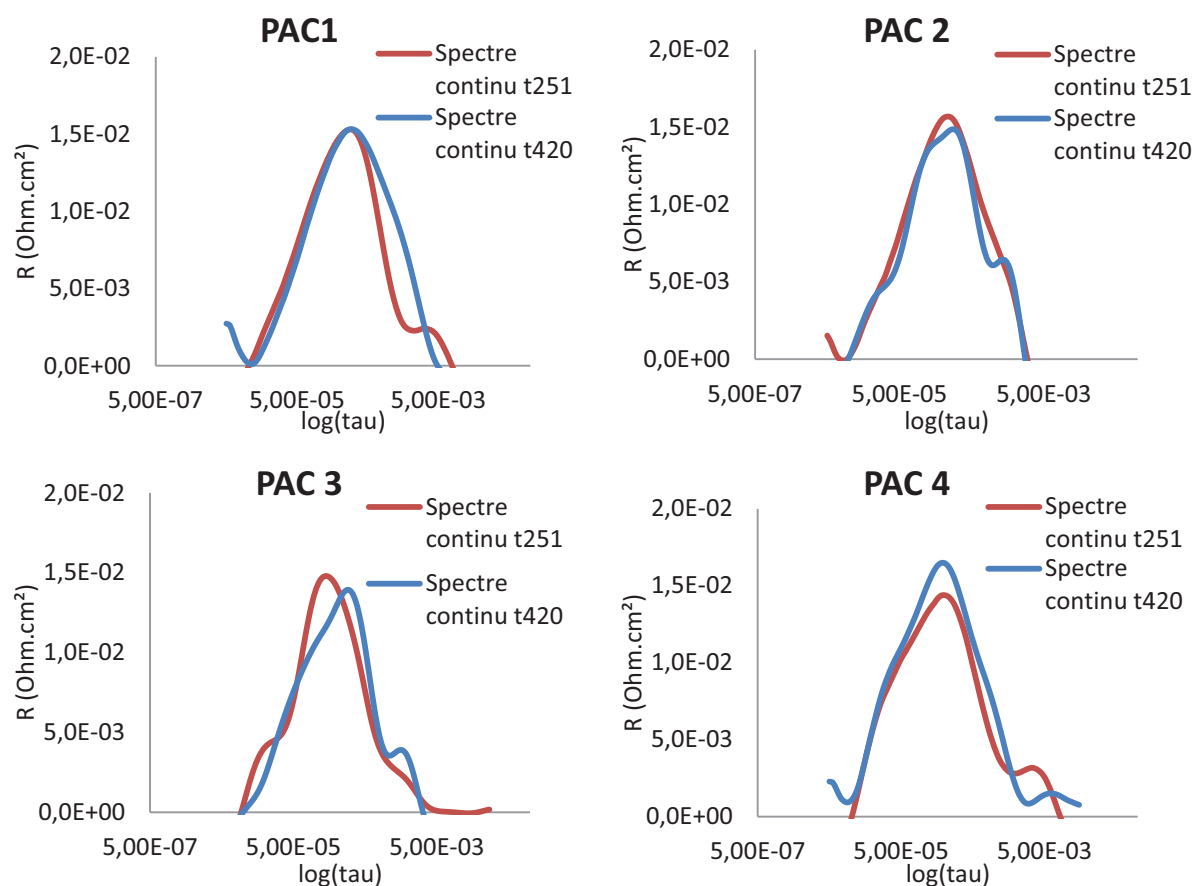 PAC1
Spectre
continu t251
Spectre
continu t420
2,0E-02
1,5E-02
1,0E-02
5,0E-03
0,0E+00
R (Ohm.cm²)
5,00E-07 5,00E-05 5,00E-03
log(tau)
PAC 2
Spectre
continu t251
Spectre
continu t420
2,0E-02
1,5E-02
1,0E-02
5,0E-03
0,0E+00
R (Ohm.cm²)
5,00E-07 5,00E-05 5,00E-03
log(tau)
PAC 3
Spectre
continu t251
Spectre
continu t420
2,0E-02
1,5E-02
1,0E-02
5,0E-03
0,0E+00
R (Ohm.cm²)
5,00E-07 5,00E-05 5,00E-03
log(tau)
PAC 4
Spectre
continu t251
Spectre
continu t420
2,0E-02
1,5E-02
1,0E-02
5,0E-03
0,0E+00
R (Ohm.cm²)
5,00E-07 5,00E-05 5,00E-03
log(tau)